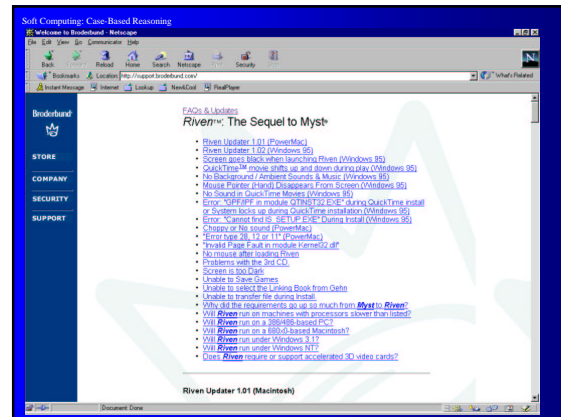 Soft Computing: Case-Based Reasoning
Welcome to Broderbund - Netscape
File Edit View Go Communicator Help
Back Reload Home Search Netscape Security
Bookmarks Location: http://support.broderbund.com/ What's Related
Instant Message Internet Lookup New&Cool RealPlayer
Broderbund
STORE
COMPANY
SECURITY
SUPPORT
FAQs & Updates
Riven™: The Sequel to Myst®
• Riven Updater 1.01 (PowerMac)
• Riven Updater 1.02 (Windows 95)
• Screen goes black when launching Riven (Windows 95)
• QuickTime™ movie shifts up and down during play (Windows 95)
• No Background / Ambient Sounds & Music (Windows 95)
• Mouse Pointer (Hand) Disappears From Screen (Windows 95)
• No Sound in QuickTime Movies (Windows 95)
• Error: "GPF/IPF in module QTINST32.EXE" during QuickTime install
or System locks up during QuickTime installation (Windows 95)
• Error: "Cannot find IS_SETUP.EXE" During Install (Windows 95)
• Choppy or No sound (PowerMac)
• "Error type 28, 12 or 11" (PowerMac)
• "Invalid Page Fault in module Kernel32.dll"
• No mouse after loading Riven
• Problems with the 3rd CD.
• Screen is too Dark
• Unable to Save Games
• Unable to select the Linking Book from Gehn
• Unable to transfer file during Install.
• Why did the requirements go up so much from Myst to Riven?
• Will Riven run on machines with processors slower than listed?
• Will Riven run on a 386/486-based PC?
• Will Riven run on a 680x0-based Macintosh?
• Will Riven run under Windows 3.1?
• Will Riven run under Windows NT?
• Does Riven require or support accelerated 3D video cards?
Riven Updater 1.01 (Macintosh)
Document: Done